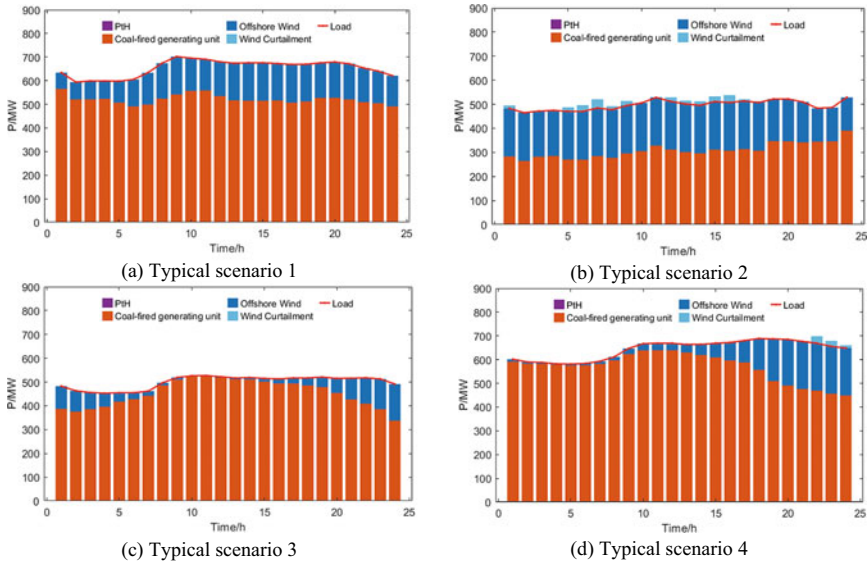 900
800
700
600
500
400
300
200
100
0
P/MW
PtH
Coal-fired generating unit
Offshore Wind
Wind Curtailment
Load
0
5
10
15
20
25
Time/h
(a) Typical scenario 1
900
800
700
600
500
400
300
200
100
0
P/MW
PtH
Coal-fired generating unit
Offshore Wind
Wind Curtailment
Load
0
5
10
15
20
25
Time/h
(b) Typical scenario 2
900
800
700
600
500
400
300
200
100
0
P/MW
PtH
Coal-fired generating unit
Offshore Wind
Wind Curtailment
Load
0
5
10
15
20
25
Time/h
(c) Typical scenario 3
900
800
700
600
500
400
300
200
100
0
P/MW
PtH
Coal-fired generating unit
Offshore Wind
Wind Curtailment
Load
0
5
10
15
20
25
Time/h
(d) Typical scenario 4